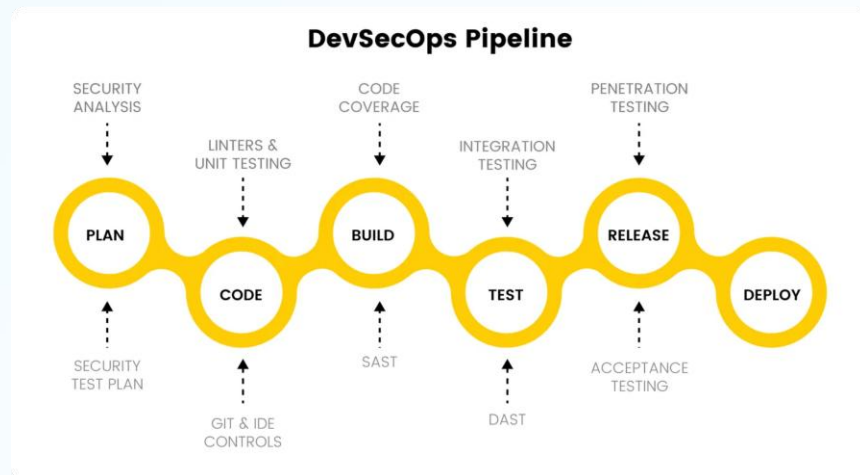 DevSecOps Pipeline
SECURITY
ANALYSIS
CODE
COVERAGE
PENETRATION
TESTING
LINTERS &
UNIT TESTING
INTEGRATION
TESTING
PLAN
BUILD
RELEASE
CODE
TEST
DEPLOY
SECURITY
TEST PLAN
SAST
ACCEPTANCE
TESTING
GIT & IDE
CONTROLS
DAST